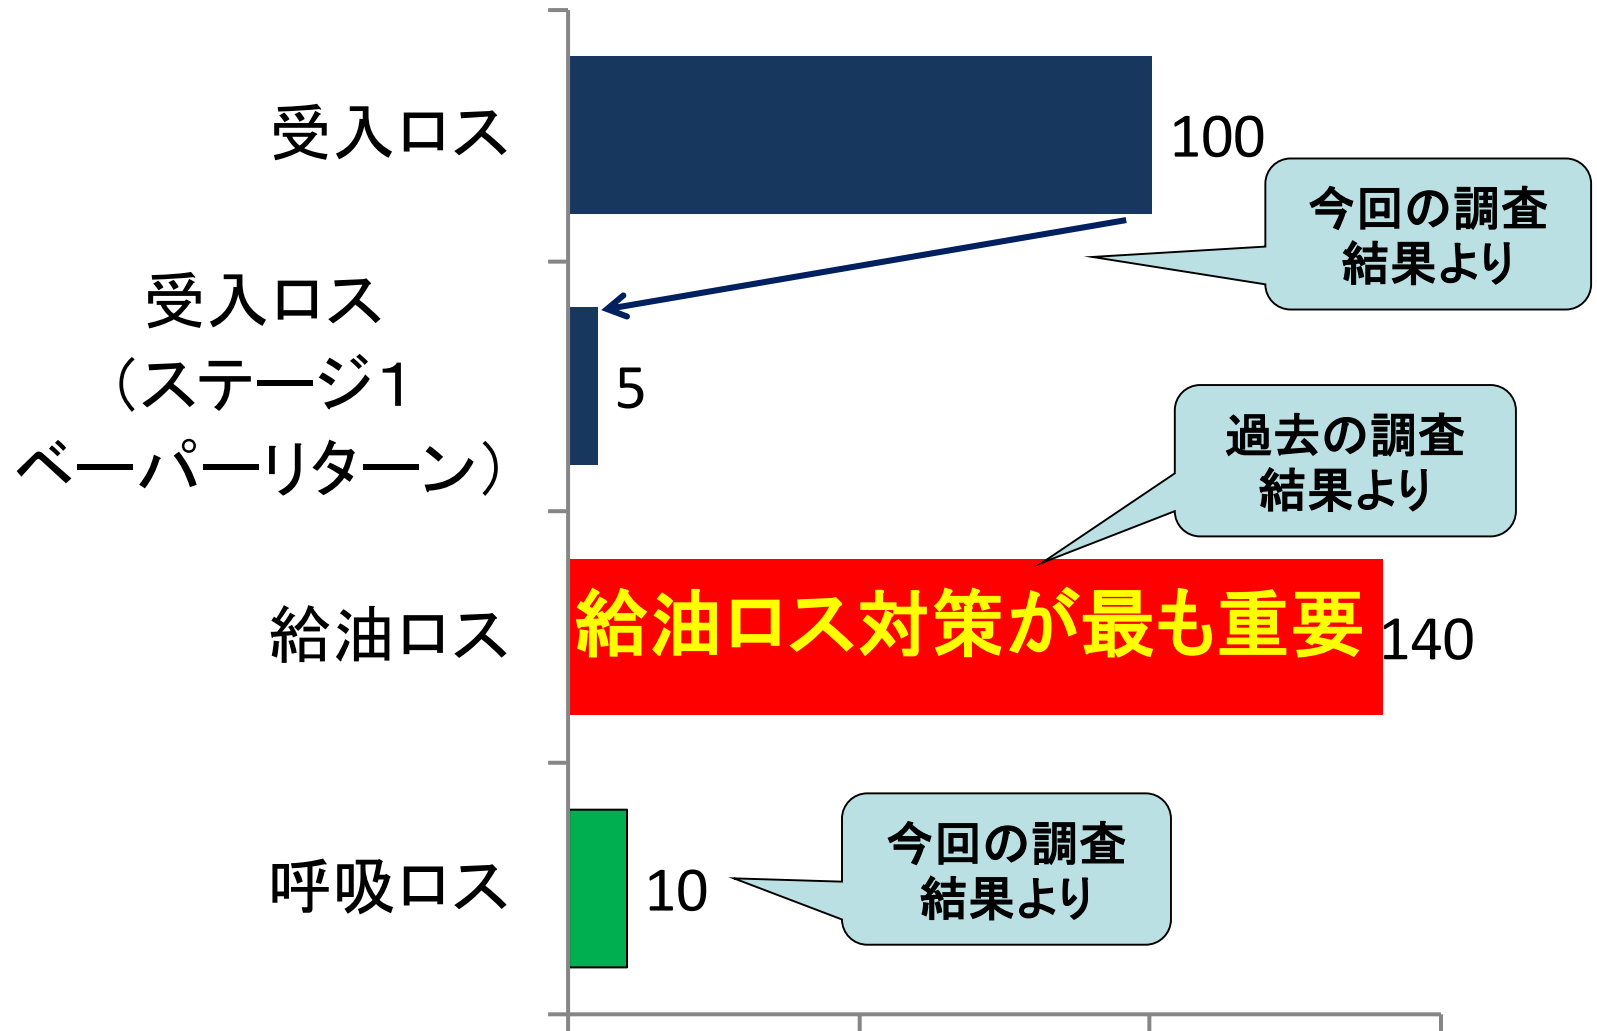 受入ロス
100
今回の調査
結果より
受入ロス
（ステージ１
ベーパーリターン）
5
過去の調査
結果より
給油ロス
給油ロス対策が最も重要
140
呼吸ロス
10
今回の調査
結果より